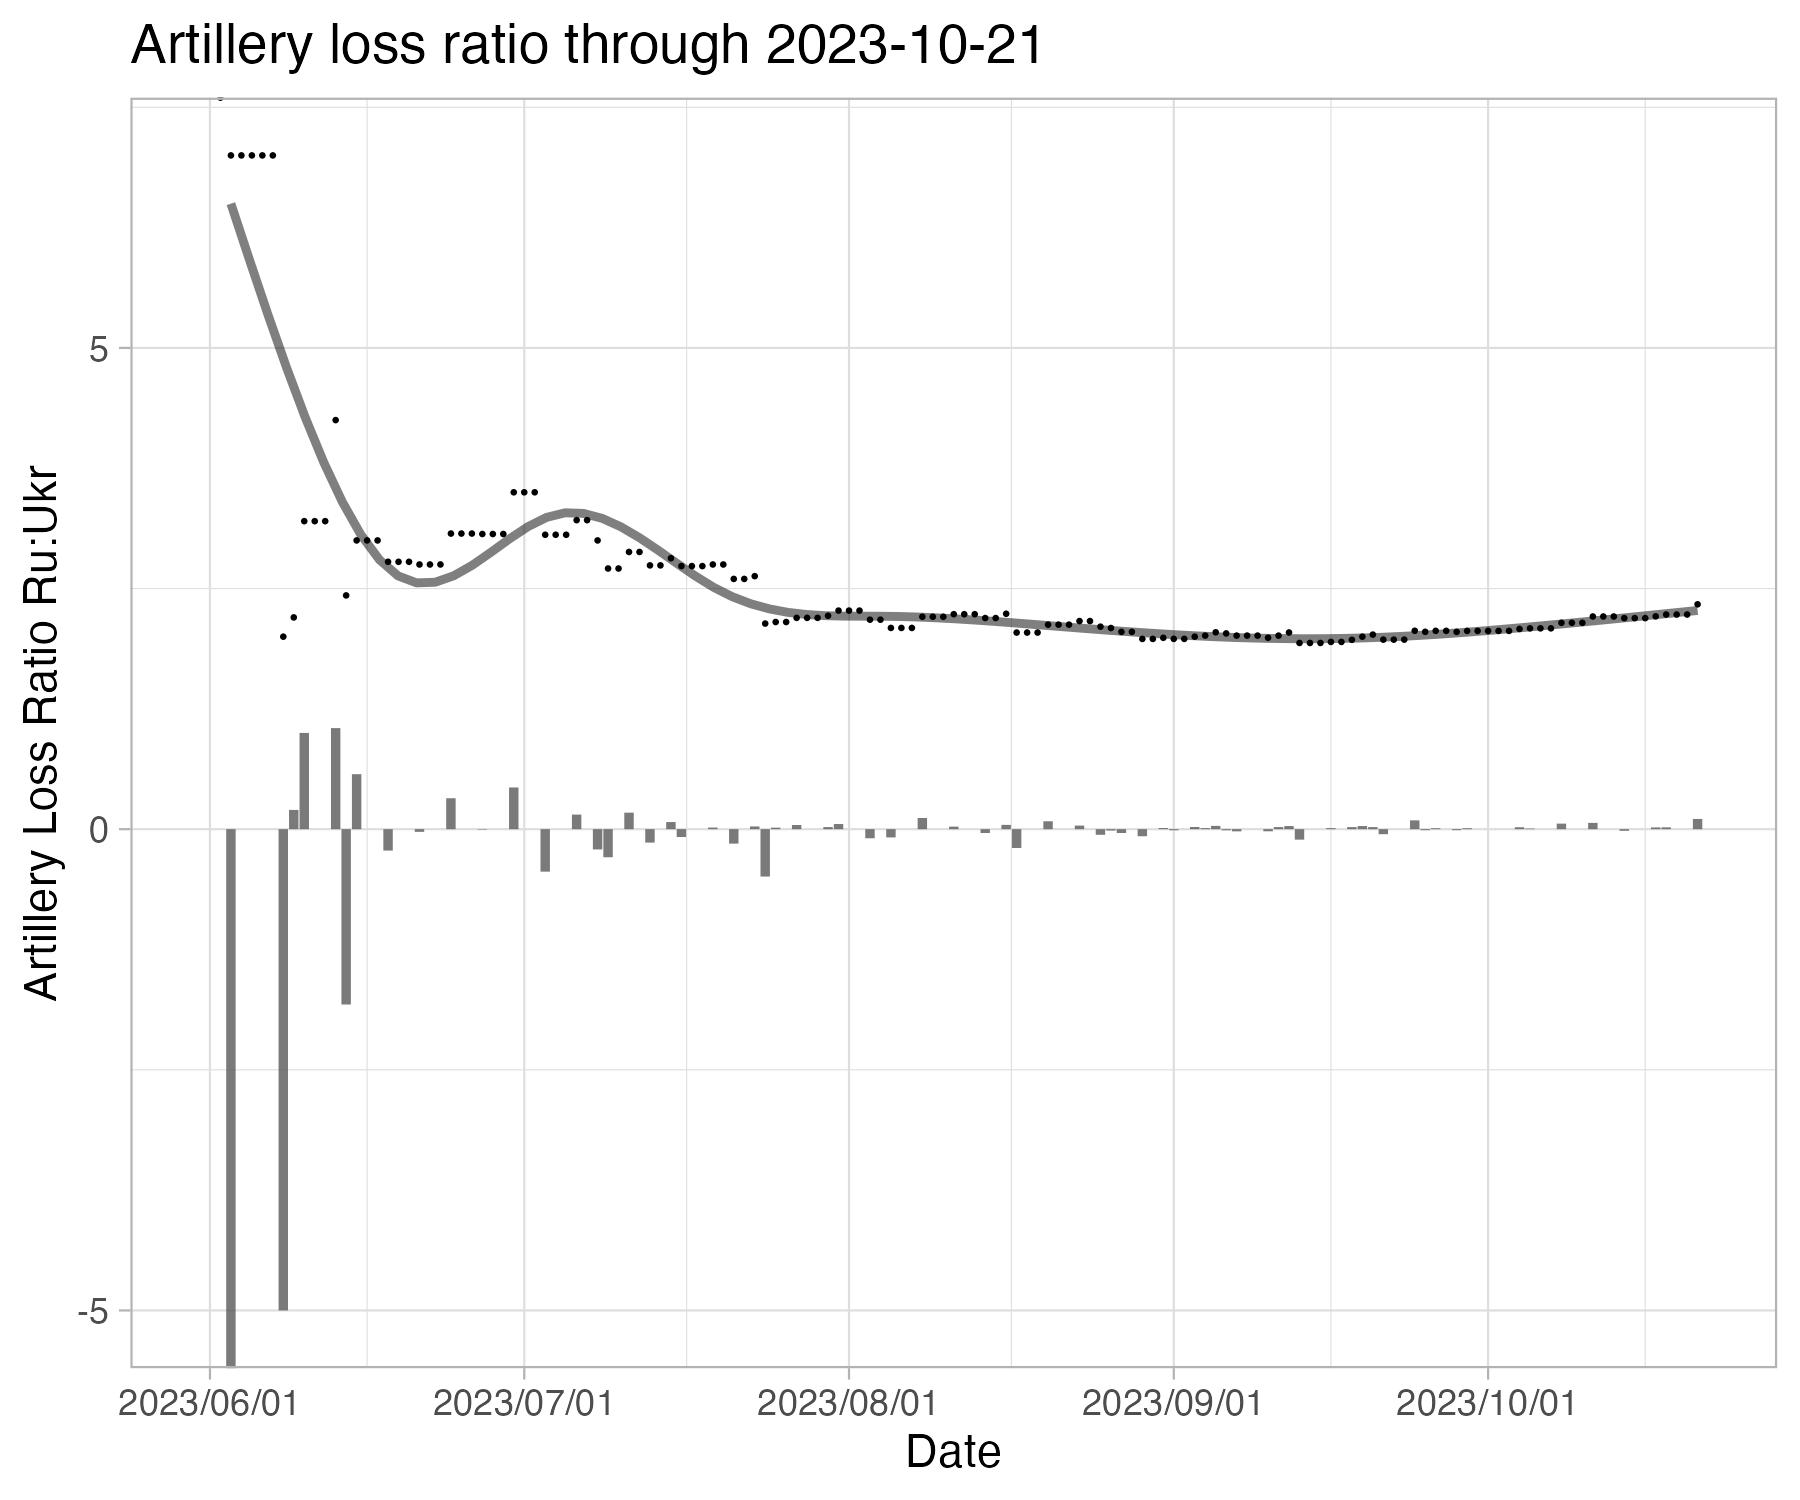 Artillery loss ratio through 2023-10-21
Artillery Loss Ratio Ru:Ukr
5
0
-5
2023/06/01
2023/07/01
2023/08/01
2023/09/01
2023/10/01
Date